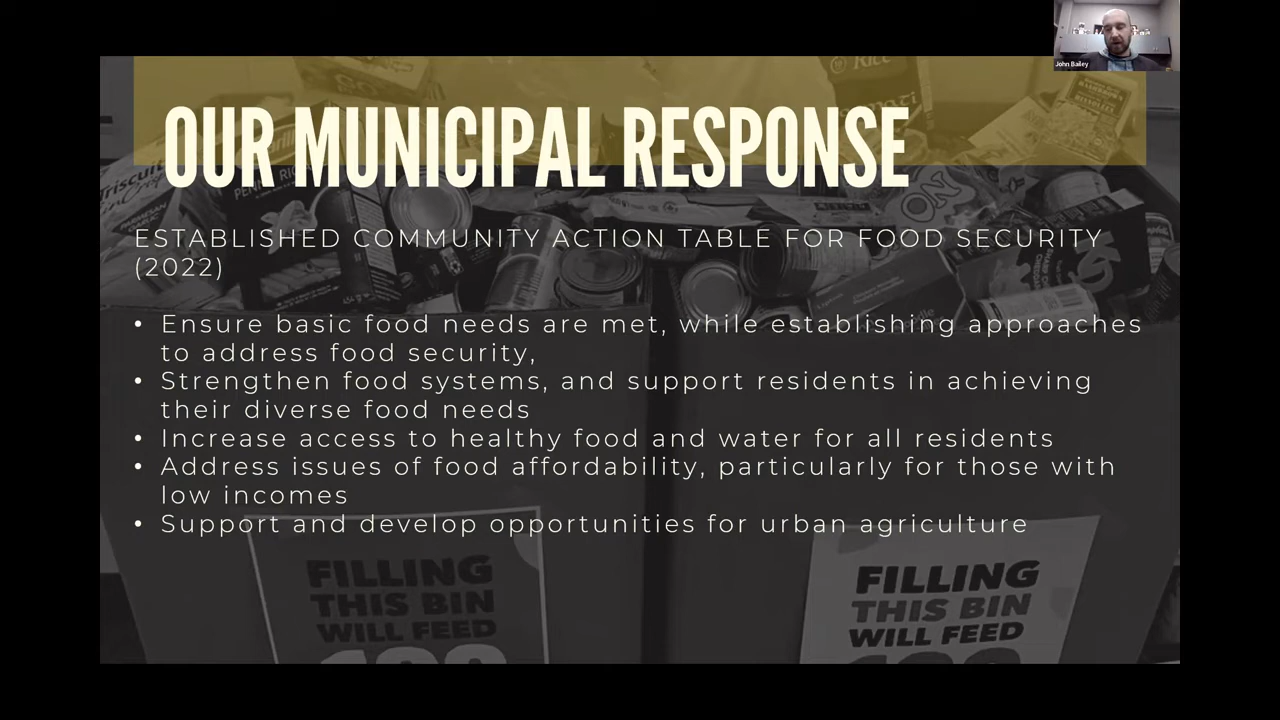 John Bailey
Rice
OUR MUNICIPAL RESPONSE
ESTABLISHED COMMUNITY ACTION TABLE FOR FOOD SECURITY
(2022)
• Ensure basic food needs are met, while establishing approaches
to address food security,
• Strengthen food systems, and support residents in achieving
their diverse food needs
• Increase access to healthy food and water for all residents
• Address issues of food affordability, particularly for those with
low incomes
• Support and develop opportunities for urban agriculture
FILLING
THIS BIN
WILL FEED
FILLING
THIS BIN
WILL FEED